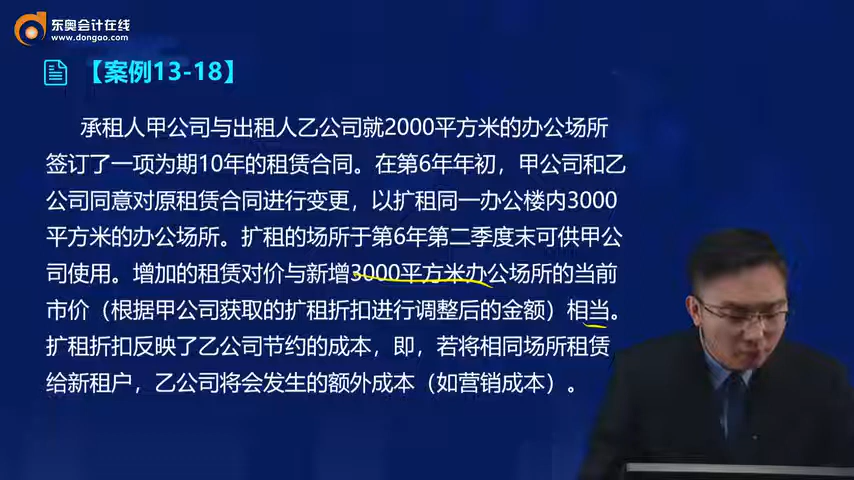 东奥会计在线
www.dongao.com
【案例13-18】
承租人甲公司与出租人乙公司就2000平方米的办公场所
签订了一项为期10年的租赁合同。在第6年年初，甲公司和乙
公司同意对原租赁合同进行变更，以扩租同一办公楼内3000
平方米的办公场所。扩租的场所于第6年第二季度末可供甲公
司使用。增加的租赁对价与新增3000平方米办公场所的当前
市价（根据甲公司获取的扩租折扣进行调整后的金额）相当。
扩租折扣反映了乙公司节约的成本，即，若将相同场所租赁
给新租户，乙公司将会发生的额外成本（如营销成本）。